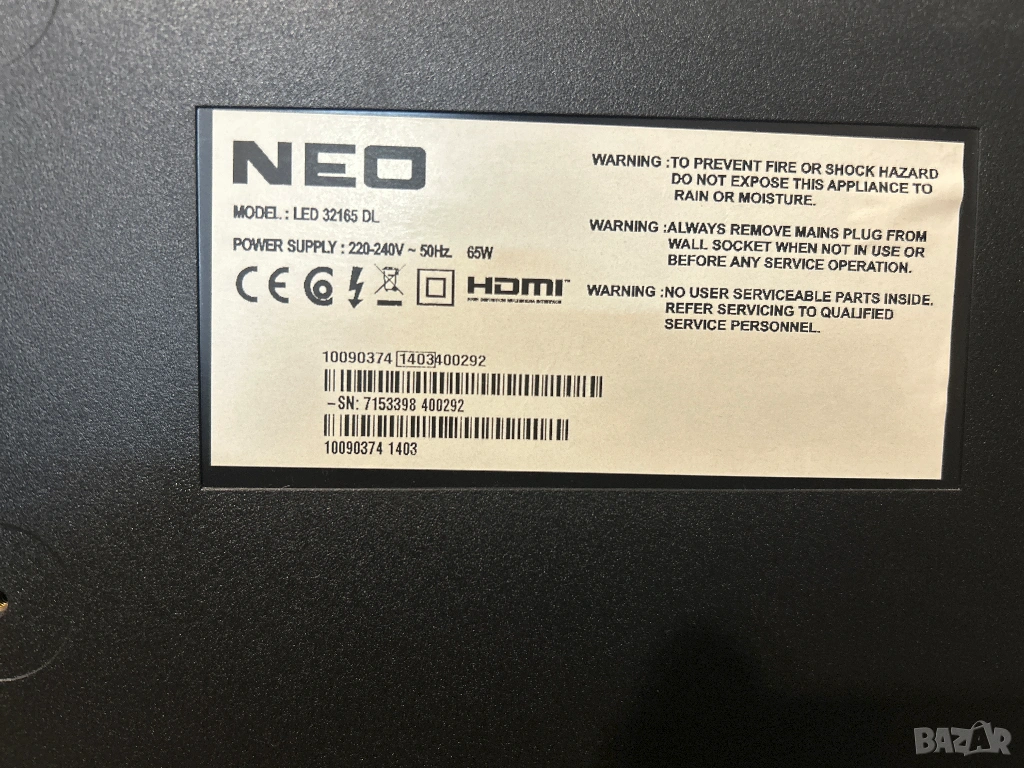 NEO
MODEL.: LED 32165 DL
POWER SUPPLY : 220-240V ~ 50Hz. 65W
CE
HDMI™
WARNING :TO PREVENT FIRE OR SHOCK HAZARD
DO NOT EXPOSE THIS APPLIANCE TO
RAIN OR MOISTURE.
WARNING :ALWAYS REMOVE MAINS PLUG FROM
WALL SOCKET WHEN NOT IN USE OR
BEFORE ANY SERVICE OPERATION.
WARNING :NO USER SERVICEABLE PARTS INSIDE.
REFER SERVICING TO QUALIFIED
SERVICE PERSONNEL.
10090374 1403400292
-SN: 7153398 400292
10090374 1403
BAZAR